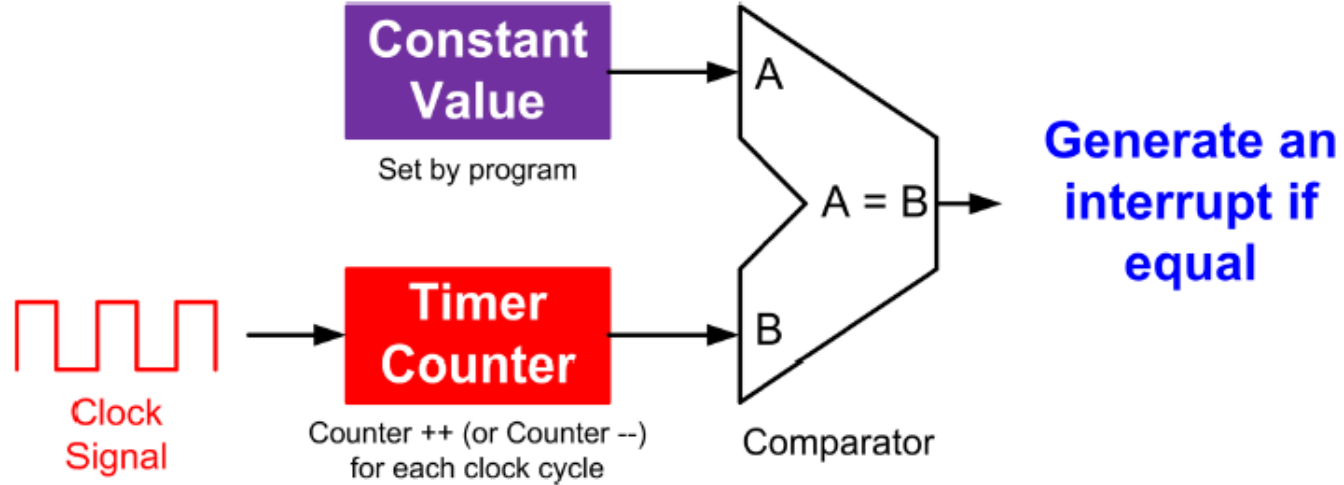 Constant
Value
Set by program
A
A = B
Generate an
interrupt if
equal
Timer
Counter
B
Clock
Signal
Counter ++ (or Counter --)
for each clock cycle
Comparator